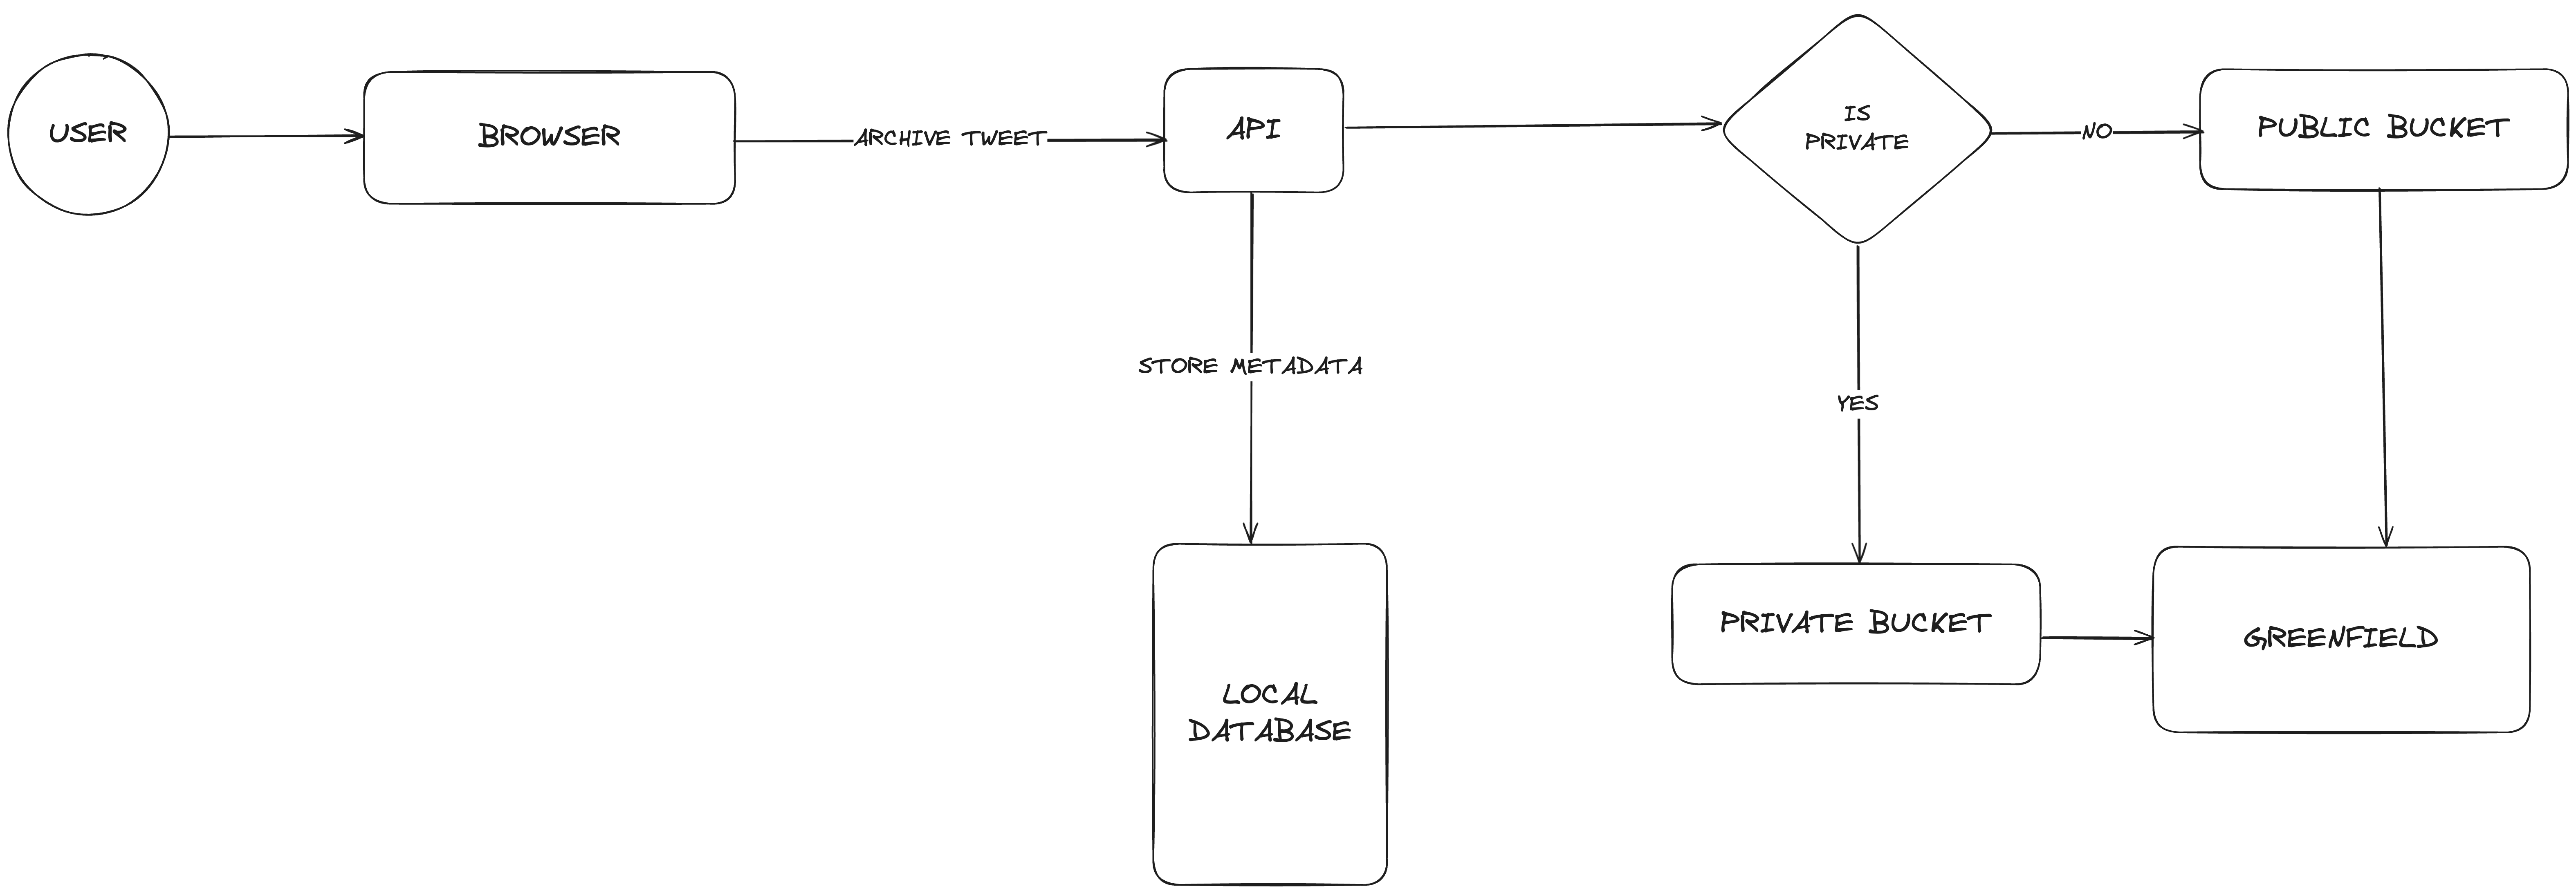 USER
BROWSER
ARCHIVE TWEET
API
IS
PRIVATE
NO
PUBLIC BUCKET
STORE METADATA
YES
LOCAL
DATABASE
PRIVATE BUCKET
GREENFIELD